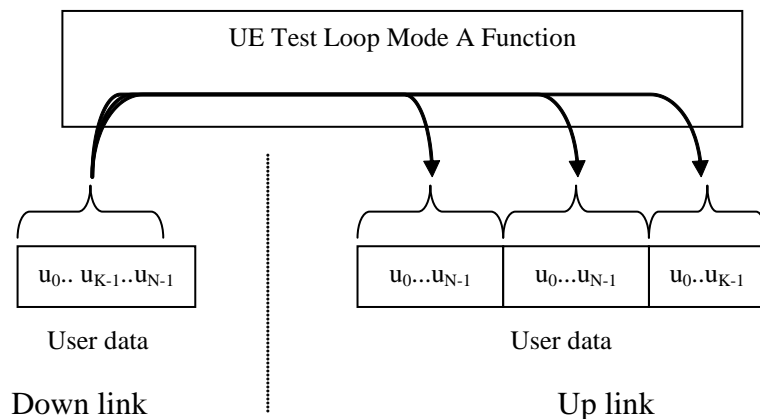 UE Test Loop Mode A Function
u0.. uK-1..uN-1 u0...uN-1 u0...uN-1 u0..uK-1
User data User data
Down link Up link